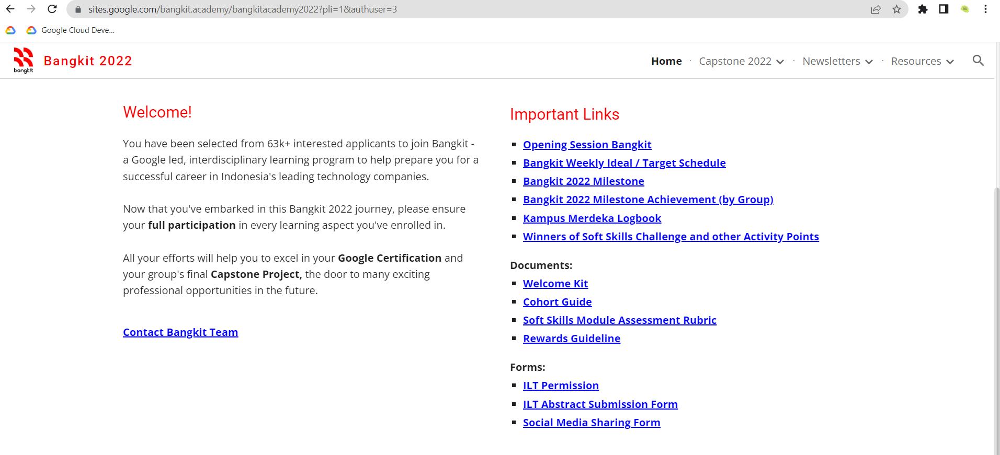 sites.google.com/bangkit.academy/bangkitacademy2022?pli=1&authuser=3
Google Cloud Deve...
bangk!t
Bangkit 2022
Home · Capstone 2022 · Newsletters · Resources
Welcome!
You have been selected from 63k+ interested applicants to join Bangkit -
a Google led, interdisciplinary learning program to help prepare you for a
successful career in Indonesia's leading technology companies.
Now that you've embarked in this Bangkit 2022 journey, please ensure
your full participation in every learning aspect you've enrolled in.
All your efforts will help you to excel in your Google Certification and
your group's final Capstone Project, the door to many exciting
professional opportunities in the future.
Contact Bangkit Team
Important Links
Opening Session Bangkit
Bangkit Weekly Ideal / Target Schedule
Bangkit 2022 Milestone
Bangkit 2022 Milestone Achievement (by Group)
Kampus Merdeka Logbook
Winners of Soft Skills Challenge and other Activity Points
Documents:
Welcome Kit
Cohort Guide
Soft Skills Module Assessment Rubric
Rewards Guideline
Forms:
ILT Permission
ILT Abstract Submission Form
Social Media Sharing Form